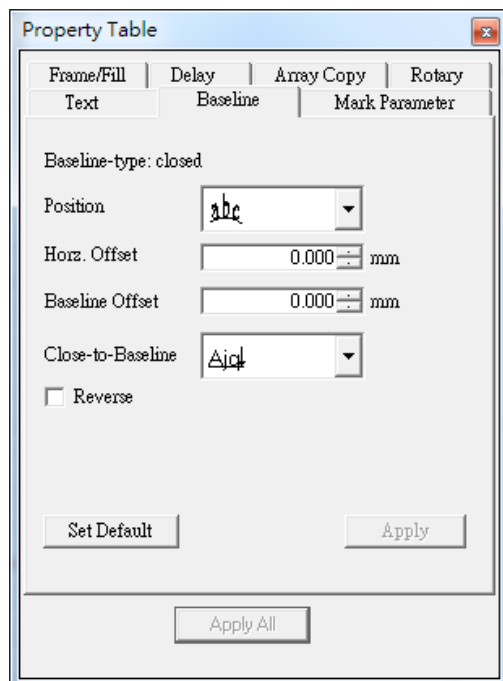 Property Table
Frame/Fill Delay Array Copy Rotary
Text Baseline Mark Parameter
Baseline-type: closed
Position abc
Horz. Offset 0.000 mm
Baseline Offset 0.000 mm
Close-to-Baseline Ajq
Reverse
Set Default Apply
Apply All